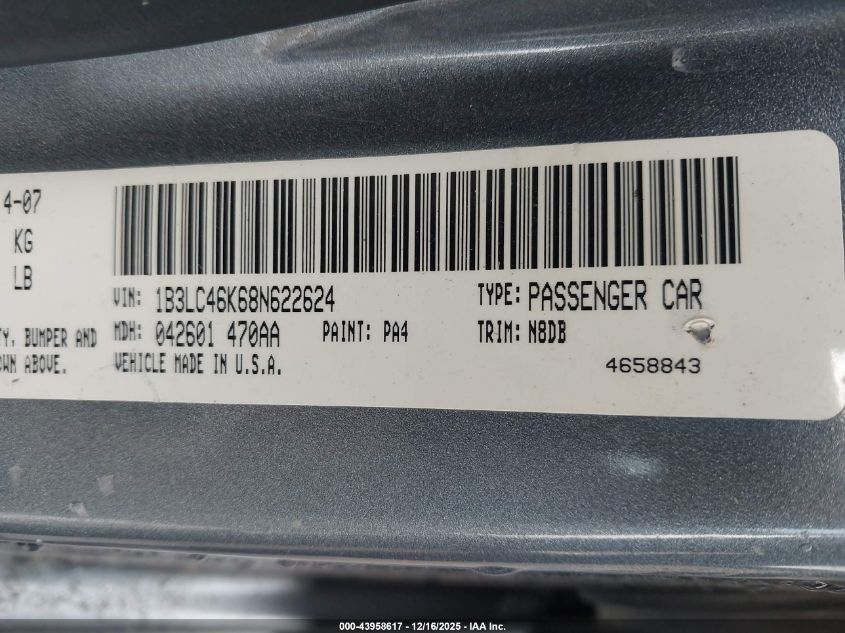 4-07
KG
LB
VIN: 1B3LC46K68N622624 TYPE: PASSENGER CAR
TY, BUMPER AND MDH: 042601 470AA PAINT: PA4 TRIM: N8DB
OWN ABOVE. VEHICLE MADE IN U.S.A. 4658843
000-43958617 - 12/16/2025 - IAA Inc.